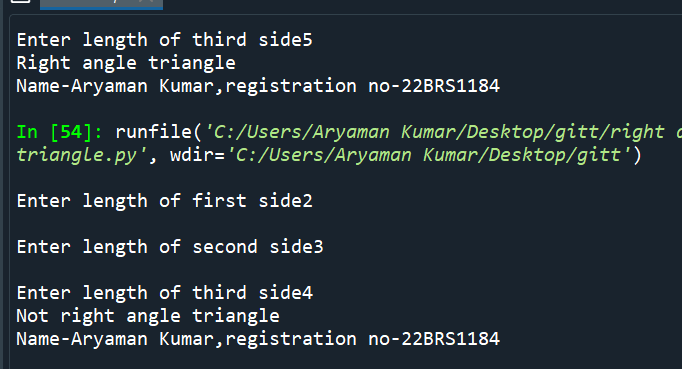 Enter length of third side5
Right angle triangle
Name-Aryaman Kumar,registration no-22BRS1184
In [54]: runfile('C:/Users/Aryaman Kumar/Desktop/gitt/right
triangle.py', wdir='C:/Users/Aryaman Kumar/Desktop/gitt')
Enter length of first side2
Enter length of second side3
Enter length of third side4
Not right angle triangle
Name-Aryaman Kumar,registration no-22BRS1184